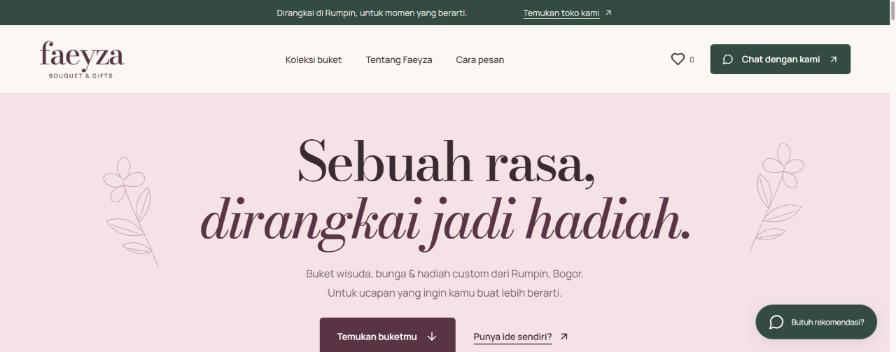 Dirangkai di Rumpin, untuk momen yang berarti.
Temukan toko kami
faeyza
BOUQUET & GIFTS
Koleksi buket
Tentang Faeyza
Cara pesan
0
Chat dengan kami
Sebuah rasa,
dirangkai jadi hadiah.
Buket wisuda, bunga & hadiah custom dari Rumpin, Bogor.
Untuk ucapan yang ingin kamu buat lebih berarti.
Temukan buketmu
Punya ide sendiri?
Butuh rekomendasi?